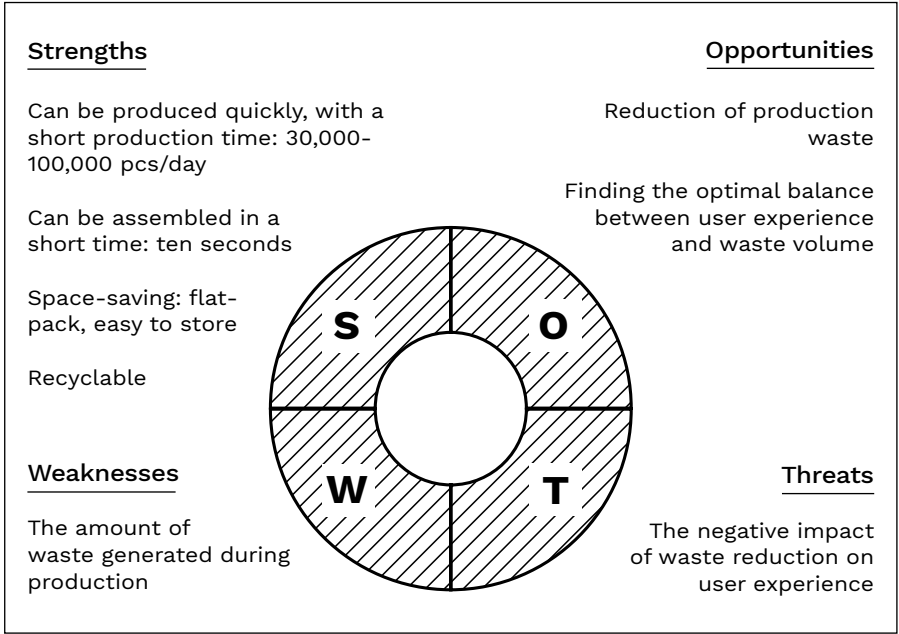 Strengths
Can be produced quickly, with a
short production time: 30,000-
100,000 pcs/day
Can be assembled in a
short time: ten seconds
Space-saving: flat-
pack, easy to store
Recyclable
Opportunities
Reduction of production
waste
Finding the optimal balance
between user experience
and waste volume
S
O
W
T
Weaknesses
The amount of
waste generated during
production
Threats
The negative impact
of waste reduction on
user experience